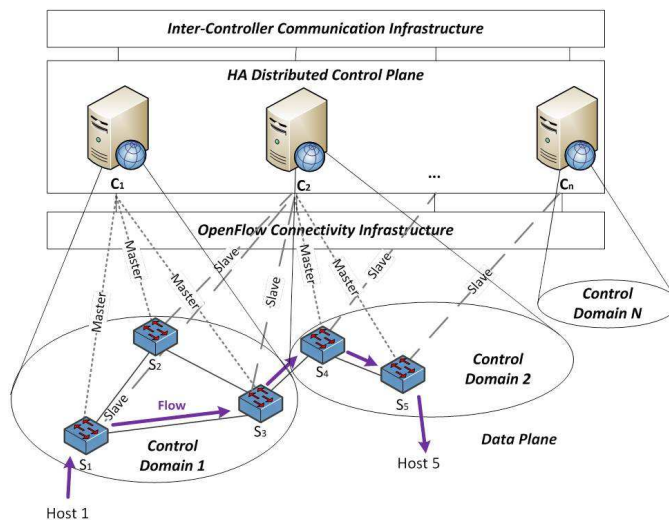 Inter-Controller Communication Infrastructure
HA Distributed Control Plane
C1
C2
...
Cn
OpenFlow Connectivity Infrastructure
Master
Master
Master
Slave
Slave
Slave
Master
Master
Slave
Slave
Control
Domain N
S2
S4
Control
Domain 2
S5
Flow
S3
S1
Control
Domain 1
Data Plane
Host 1
Host 5